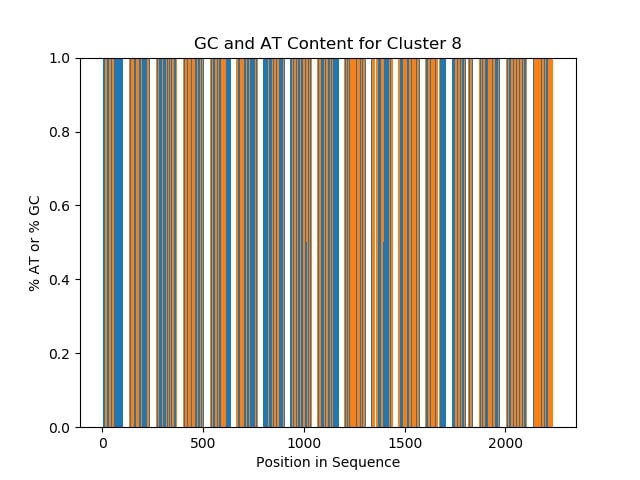 GC and AT Content for Cluster 8
1.0
0.8
0.6
0.4
0.2
0.0
% AT or % GC
0 500 1000 1500 2000
Position in Sequence